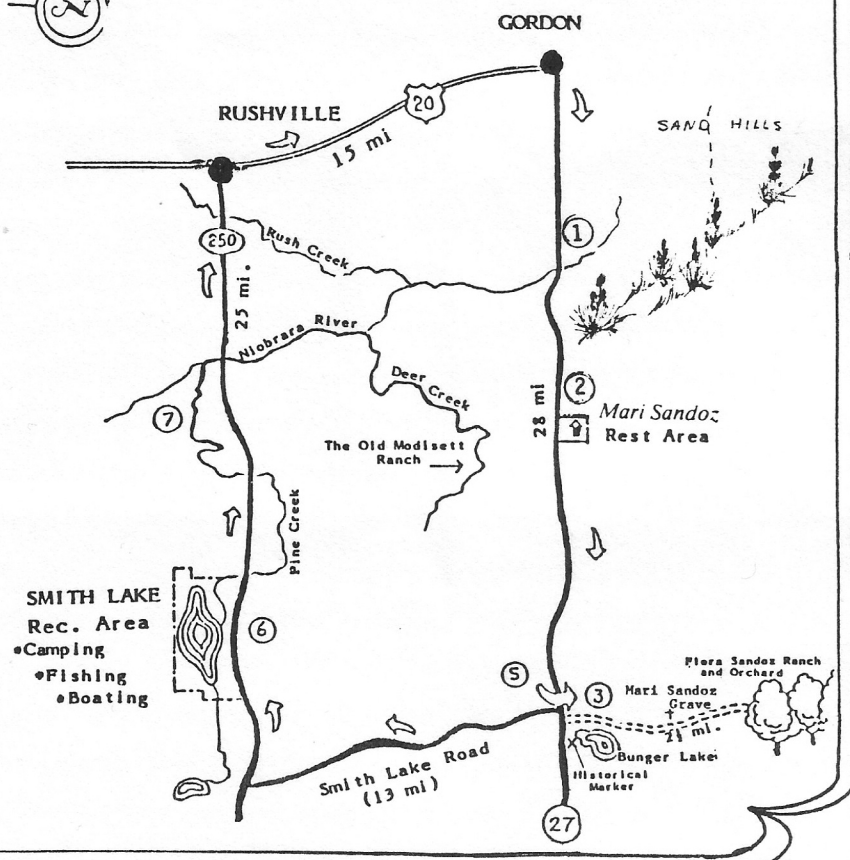 N
GORDON
20
RUSHVILLE
15 mi
SAND HILLS
1
250
Rush Creek
25 mi.
Niobrara River
Deer Creek
2
28 mi
Mari Sandoz
Rest Area
7
The Old Modisett
Ranch
Pine Creek
SMITH LAKE
Rec. Area
•Camping
•Fishing
•Boating
6
5
3
Flora Sandoz Ranch
and Orchard
Mari Sandoz
Grave
mi.
Bunger Lake
Historical
Marker
Smith Lake Road
(13 mi)
27